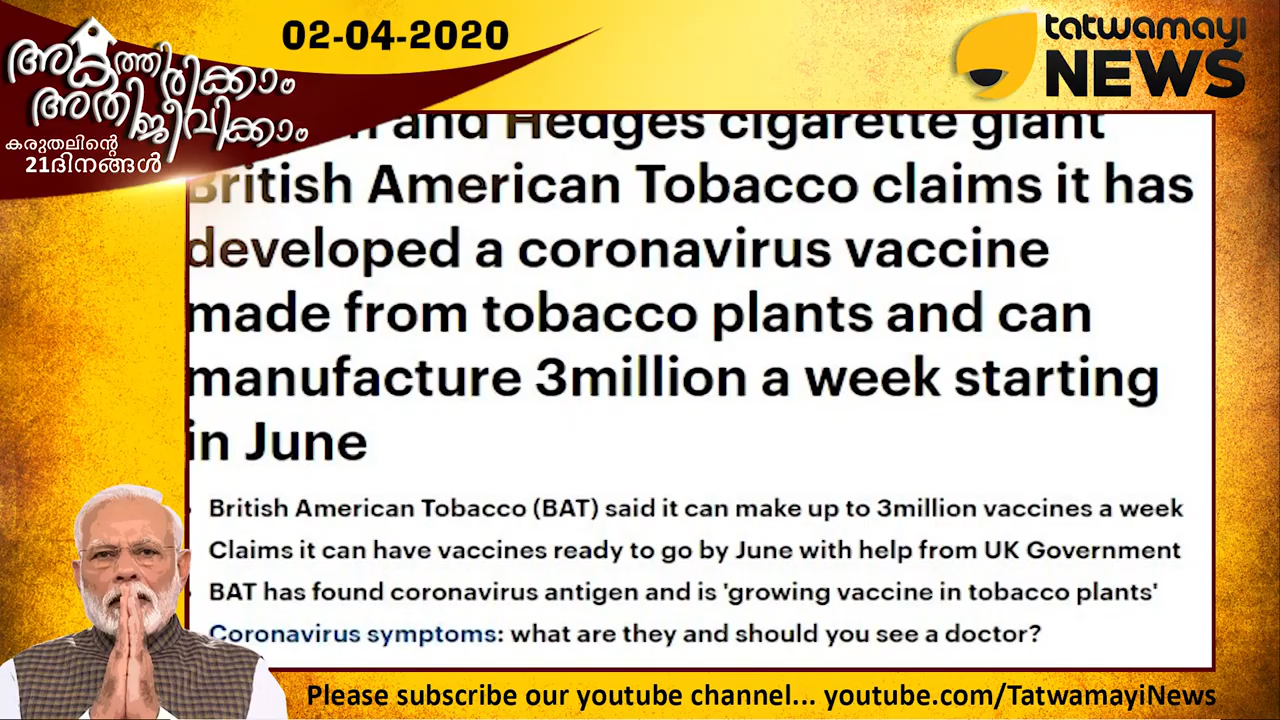 02-04-2020
tatwamayi
NEWS
അകത്തിരിക്കാം
അതിജീവിക്കാം
കരുതലിന്റെ
21ദിനങ്ങൾ
and Hedges cigarette giant
British American Tobacco claims it has
developed a coronavirus vaccine
made from tobacco plants and can
manufacture 3million a week starting
in June
British American Tobacco (BAT) said it can make up to 3million vaccines a week
Claims it can have vaccines ready to go by June with help from UK Government
BAT has found coronavirus antigen and is 'growing vaccine in tobacco plants'
Coronavirus symptoms: what are they and should you see a doctor?
Please subscribe our youtube channel... youtube.com/TatwamayiNews